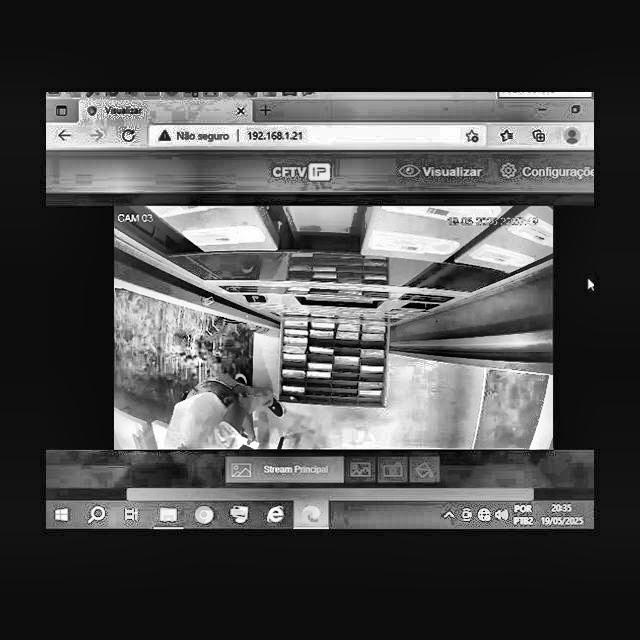 Visualizar
Não seguro | 192.168.1.21
CFTV IP
Visualizar
Configuraçõe
CAM 03
Stream Principal
POR
PTB2
20:35
19/05/2025